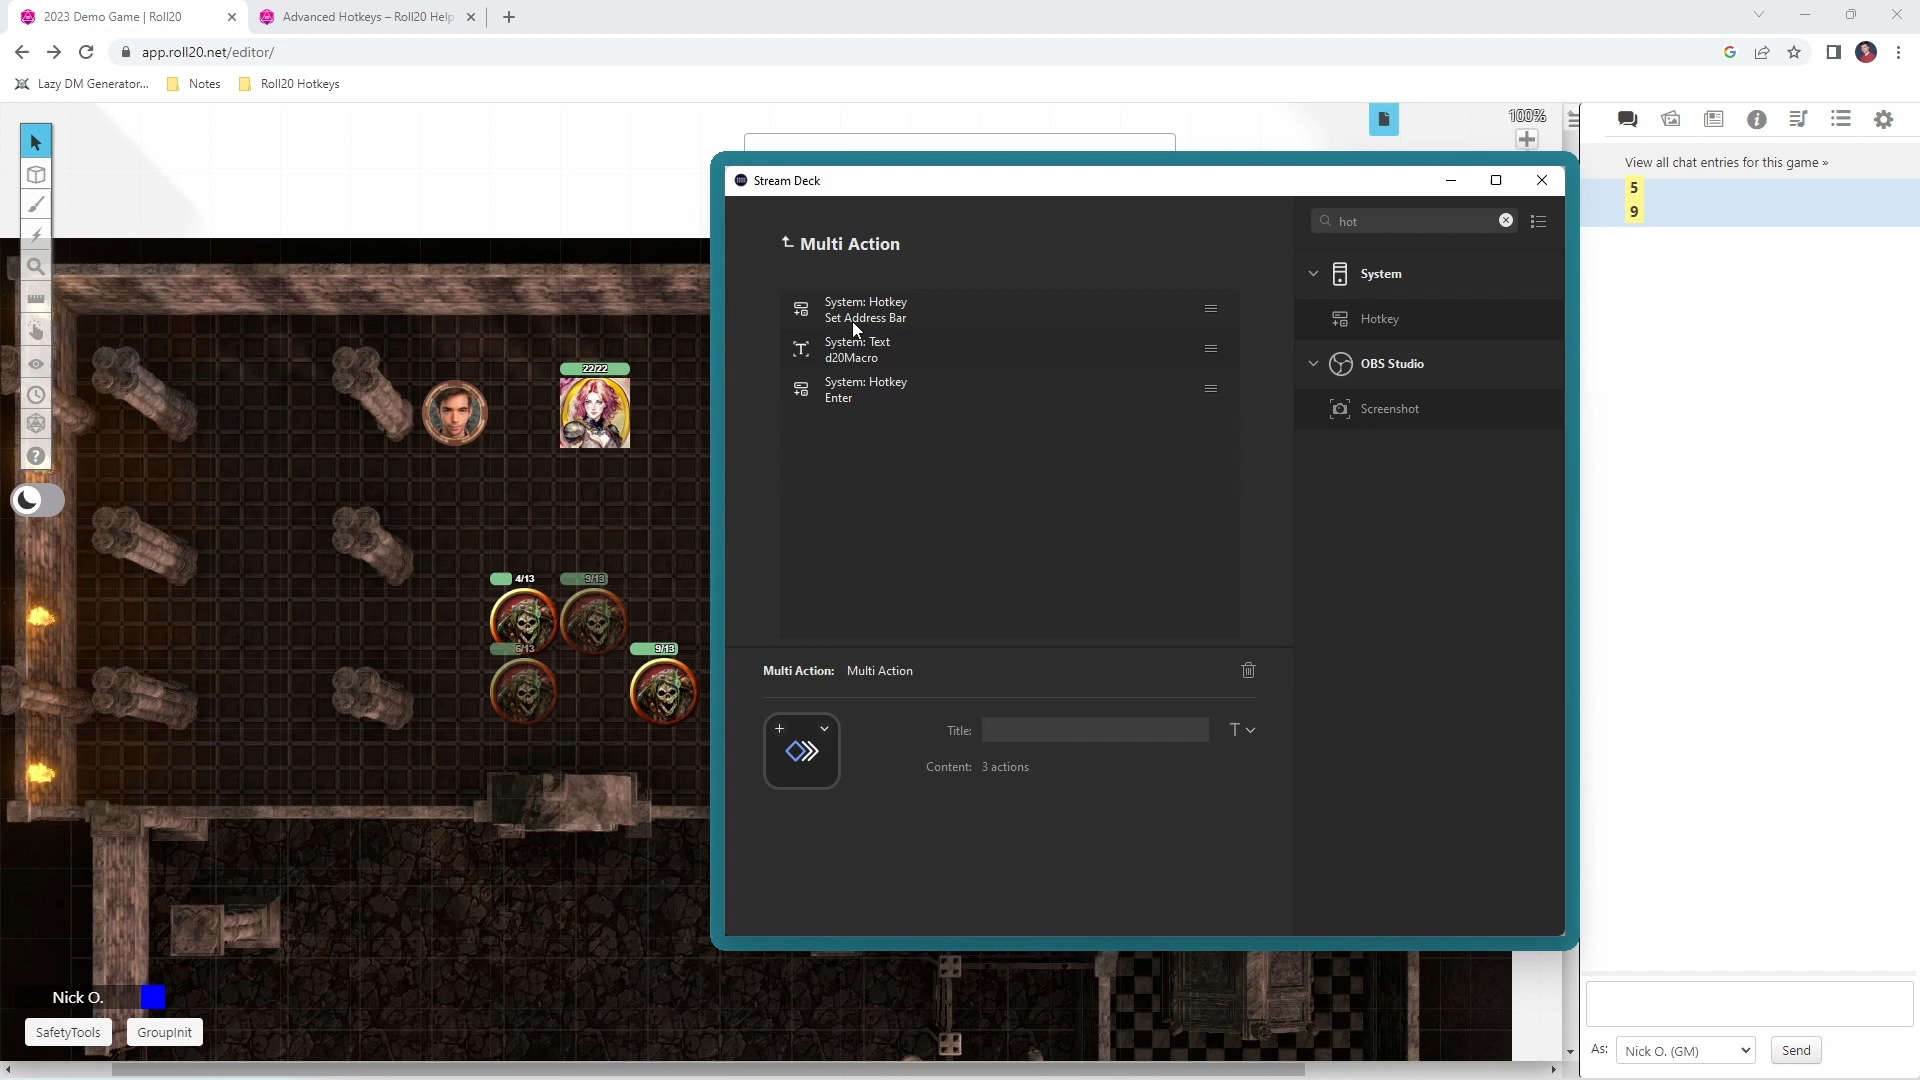 2023 Demo Game | Roll20
Advanced Hotkeys – Roll20 Help
app.roll20.net/editor/
Lazy DM Generator...
Notes
Roll20 Hotkeys
100%
View all chat entries for this game »
5
9
Stream Deck
Multi Action
System: Hotkey
Set Address Bar
System: Text
d20Macro
System: Hotkey
Enter
hot
System
Hotkey
OBS Studio
Screenshot
22/22
4/13
9/13
6/13
9/13
Multi Action: Multi Action
Title:
T
Content: 3 actions
Nick O.
SafetyTools
GroupInit
As:
Nick O. (GM)
Send